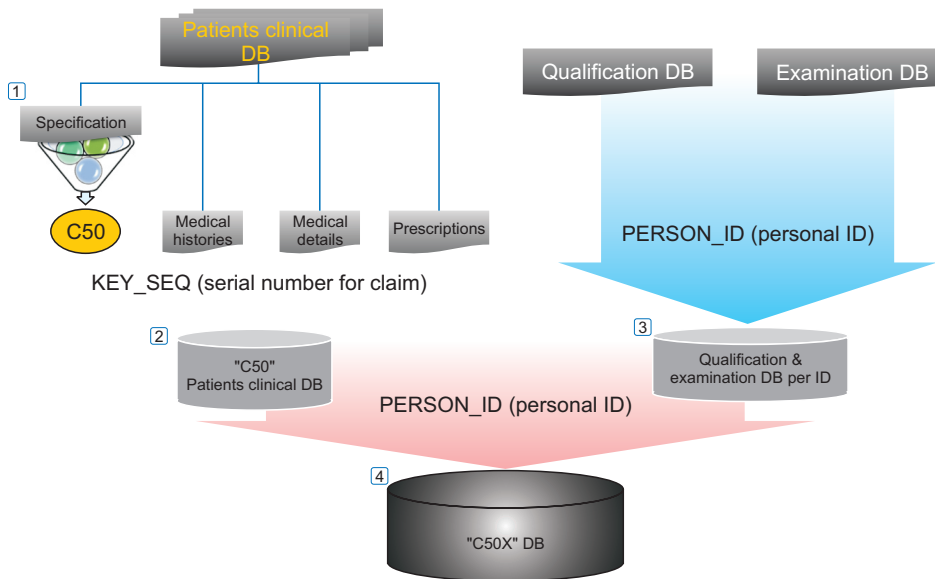 Patients clinical
DB
Qualification DB
Examination DB
1
Specification
C50
Medical
histories
Medical
details
Prescriptions
PERSON_ID (personal ID)
KEY_SEQ (serial number for claim)
2
"C50"
Patients clinical DB
3
Qualification &
examination DB per ID
PERSON_ID (personal ID)
4
"C50X" DB